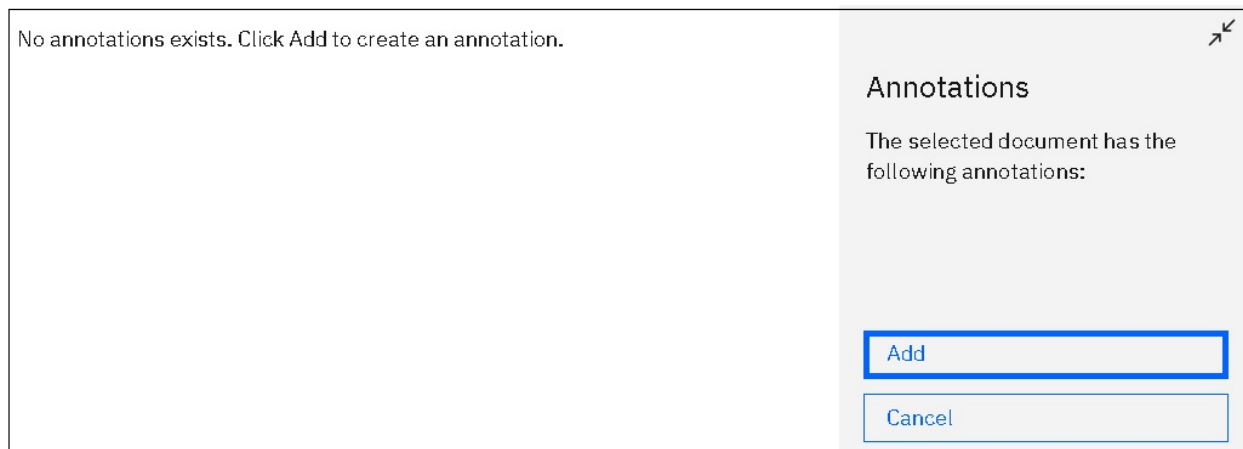 No annotations exists. Click Add to create an annotation.
Annotations
The selected document has the
following annotations:
Add
Cancel